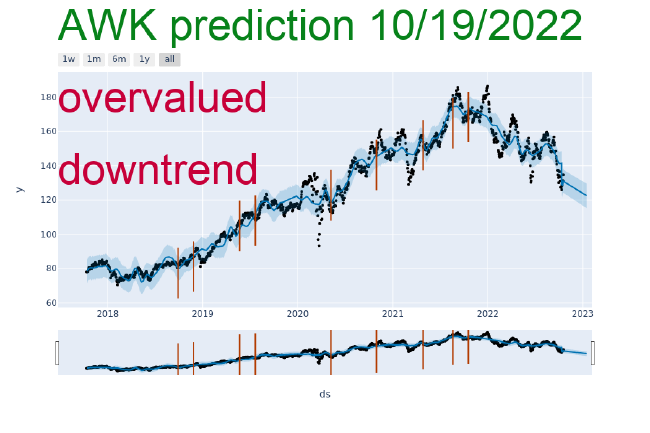 AWK prediction 10/19/2022
1w 1m 6m 1y all
overvalued
downtrend
180
160
140
120
100
80
60
y
2018 2019 2020 2021 2022 2023
ds